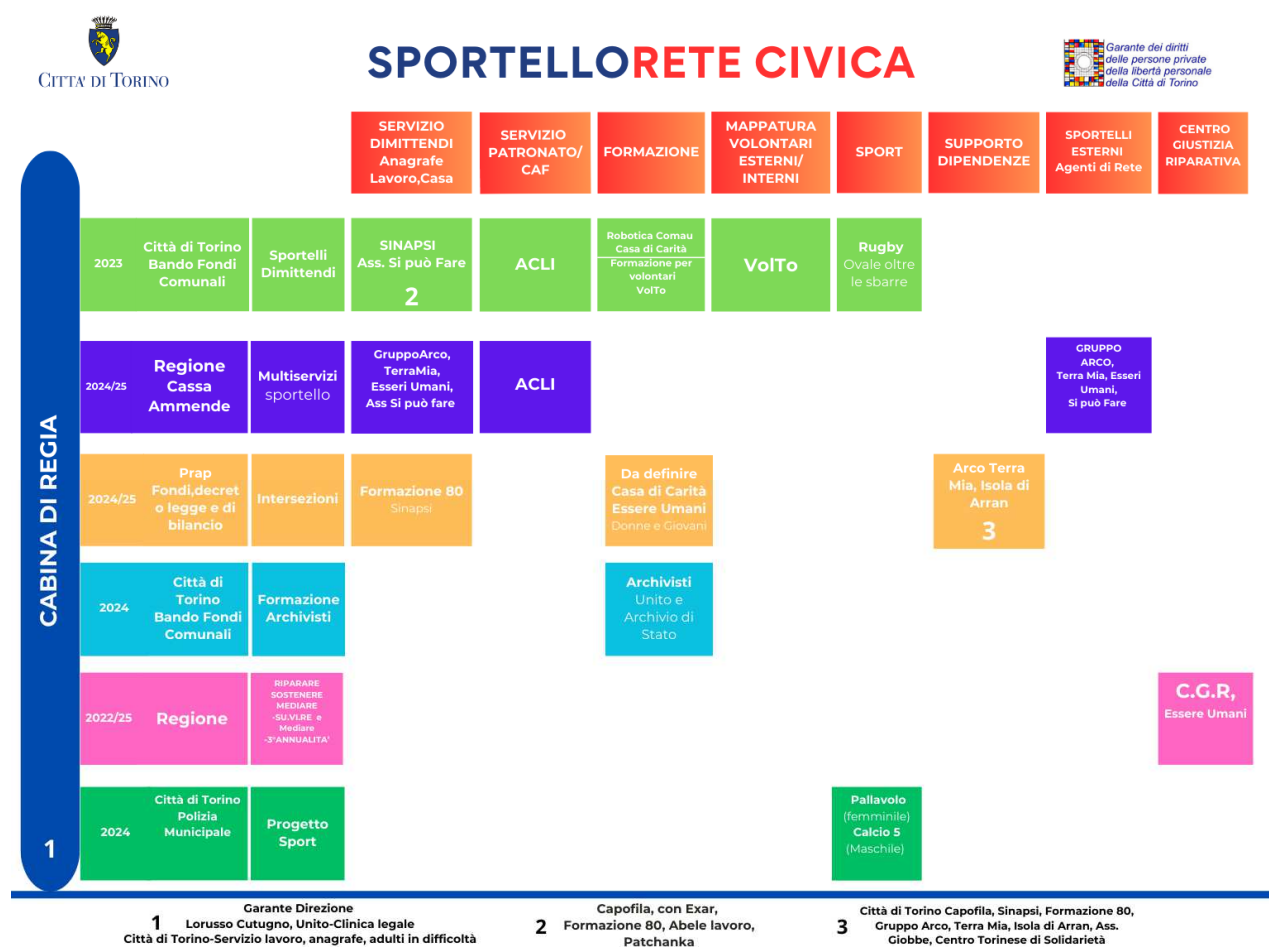 CITTA' DI TORINO
SPORTELLORETE CIVICA
Garante dei diritti
delle persone private
della libertà personale
della Città di Torino
SERVIZIO
DIMITTENDI
Anagrafe
Lavoro,Casa
SERVIZIO
PATRONATO/
CAF
FORMAZIONE
MAPPATURA
VOLONTARI
ESTERNI/
INTERNI
SPORT
SUPPORTO
DIPENDENZE
SPORTELLI
ESTERNI
Agenti di Rete
CENTRO
GIUSTIZIA
RIPARATIVA
CABINA DI REGIA
1
2023
Città di Torino
Bando Fondi
Comunali
Sportelli
Dimittendi
SINAPSI
Ass. Si può Fare
2
ACLI
Robotica Comau
Casa di Carità
Formazione per
volontari
VolTo
VolTo
Rugby
Ovale oltre
le sbarre
2024/25
Regione
Cassa
Ammende
Multiservizi
sportello
GruppoArco,
TerraMia,
Esseri Umani,
Ass Si può fare
ACLI
GRUPPO
ARCO,
Terra Mia, Esseri
Umani,
Si può Fare
2024/25
Prap
Fondi,decret
o legge e di
bilancio
Intersezioni
Formazione 80
Sinapsi
Da definire
Casa di Carità
Essere Umani
Donne e Giovani
Arco Terra
Mia, Isola di
Arran
3
2024
Città di
Torino
Bando Fondi
Comunali
Formazione
Archivisti
Archivisti
Unito e
Archivio di
Stato
2022/25
Regione
RIPARARE
SOSTENERE
MEDIARE
-SU.VI.RE e
Mediare
-3°ANNUALITA'
C.G.R,
Essere Umani
2024
Città di Torino
Polizia
Municipale
Progetto
Sport
Pallavolo
(femminile)
Calcio 5
(Maschile)
1
Garante Direzione
Lorusso Cutugno, Unito-Clinica legale
Città di Torino-Servizio lavoro, anagrafe, adulti in difficoltà
2
Capofila, con Exar,
Formazione 80, Abele lavoro,
Patchanka
3
Città di Torino Capofila, Sinapsi, Formazione 80,
Gruppo Arco, Terra Mia, Isola di Arran, Ass.
Giobbe, Centro Torinese di Solidarietà